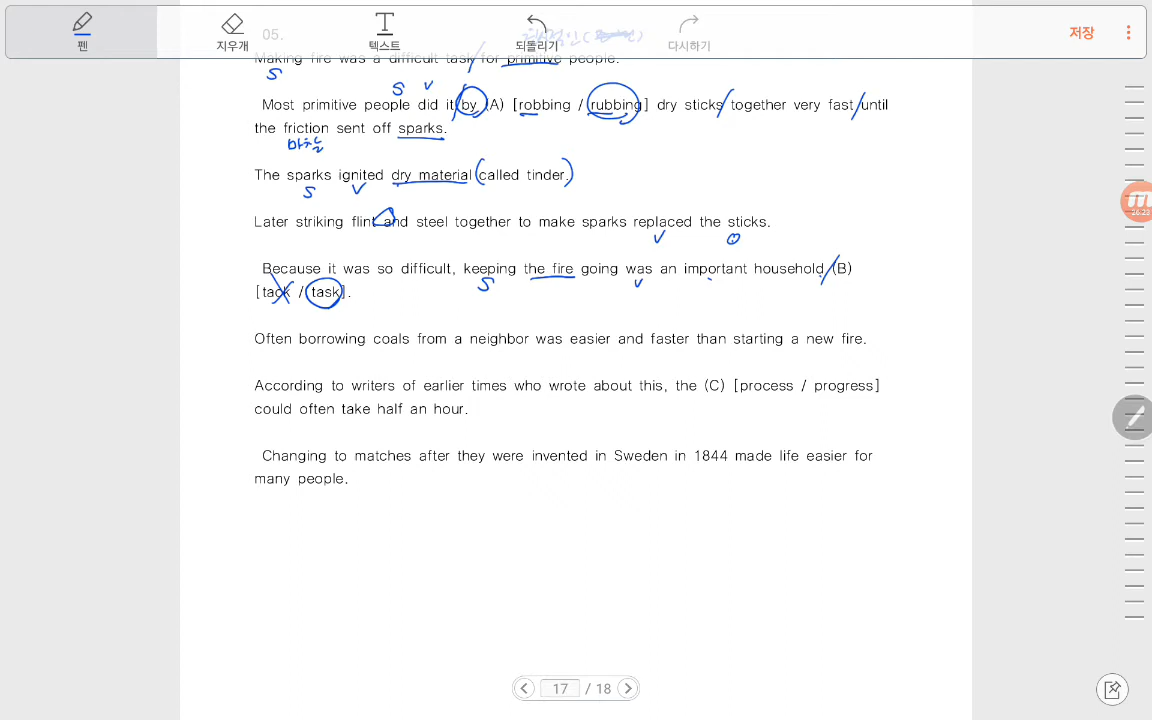 펜
지우개
텍스트
되돌리기
다시하기
저장
05.
Making fire was a difficult task / for primitive people.
S
S V
Most primitive people did it by (A) [robbing / rubbing] dry sticks together very fast until
the friction sent off sparks.
마찰
The sparks ignited dry material (called tinder.)
S V
Later striking flint and steel together to make sparks replaced the sticks.
V O
Because it was so difficult, keeping the fire going was an important household (B)
S V
[tack / task].
Often borrowing coals from a neighbor was easier and faster than starting a new fire.
According to writers of earlier times who wrote about this, the (C) [process / progress]
could often take half an hour.
Changing to matches after they were invented in Sweden in 1844 made life easier for
many people.
17 / 18